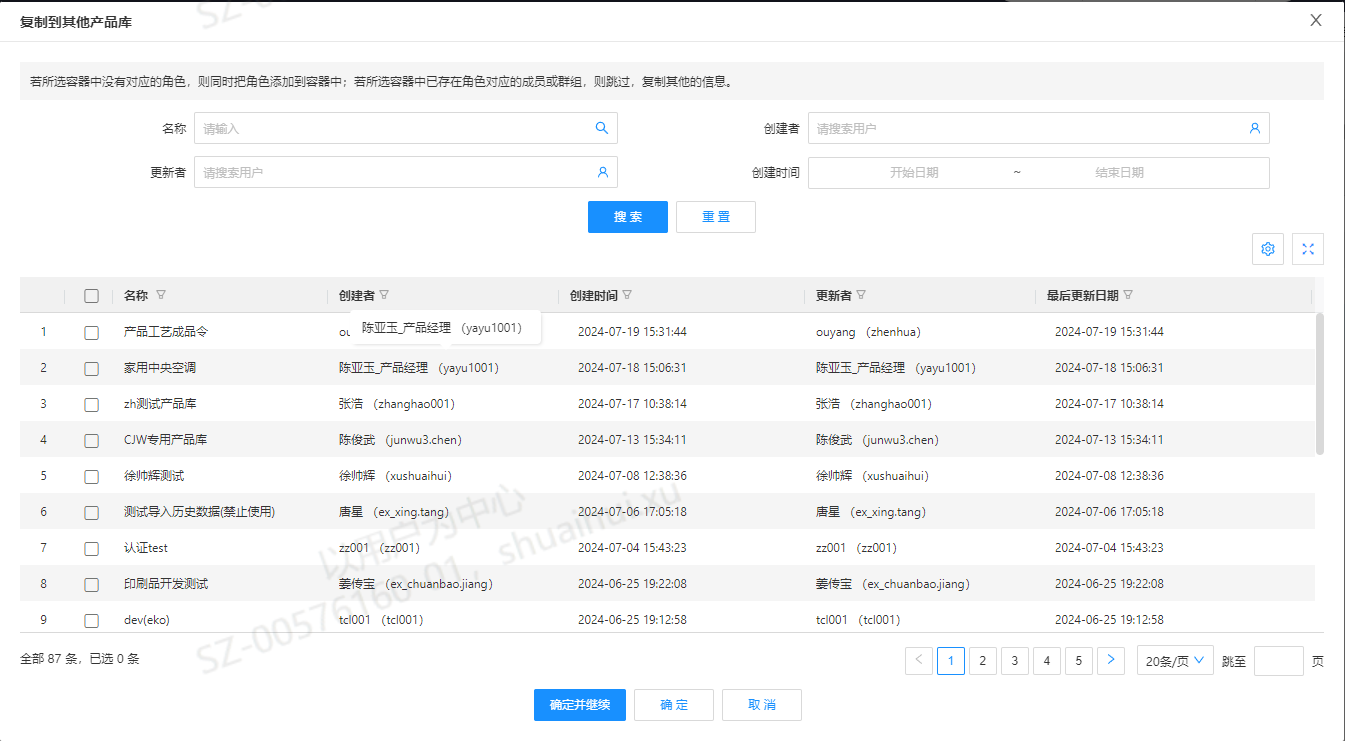 复制到其他产品库
若所选容器中没有对应的角色，则同时把角色添加到容器中；若所选容器中已存在角色对应的成员或群组，则跳过，复制其他的信息。
名称 请输入 创建者 请搜索用户
更新者 请搜索用户 创建时间 开始日期 ~ 结束日期
搜 索 重 置
名称 创建者 创建时间 更新者 最后更新日期
陈亚玉_产品经理 （yayu1001)
1 产品工艺成品令 ou 2024-07-19 15:31:44 ouyang （zhenhua) 2024-07-19 15:31:44
2 家用中央空调 陈亚玉_产品经理 （yayu1001) 2024-07-18 15:06:31 陈亚玉_产品经理 （yayu1001) 2024-07-18 15:06:31
3 zh测试产品库 张浩 （zhanghao001) 2024-07-17 10:38:14 张浩 （zhanghao001) 2024-07-17 10:38:14
4 CJW专用产品库 陈俊武 （junwu3.chen) 2024-07-13 15:34:11 陈俊武 （junwu3.chen) 2024-07-13 15:34:11
5 徐帅辉测试 徐帅辉 （xushuaihui) 2024-07-08 12:38:36 徐帅辉 （xushuaihui) 2024-07-08 12:38:36
6 测试导入历史数据(禁止使用) 唐星 （ex_xing.tang) 2024-07-06 17:05:18 唐星 （ex_xing.tang) 2024-07-06 17:05:18
7 认证test zz001 （zz001) 2024-07-04 15:43:23 zz001 （zz001) 2024-07-04 15:43:23
8 印刷品开发测试 姜传宝 （ex_chuanbao.jiang) 2024-06-25 19:22:08 姜传宝 （ex_chuanbao.jiang) 2024-06-25 19:22:08
9 dev(eko) tcl001 （tcl001) 2024-06-25 19:12:58 tcl001 （tcl001) 2024-06-25 19:12:58
以用户为中心
SZ-00576160-01，shuaihui.xu
全部 87 条，已选 0 条 1 2 3 4 5 20条/页 跳至 页
确定并继续 确 定 取 消